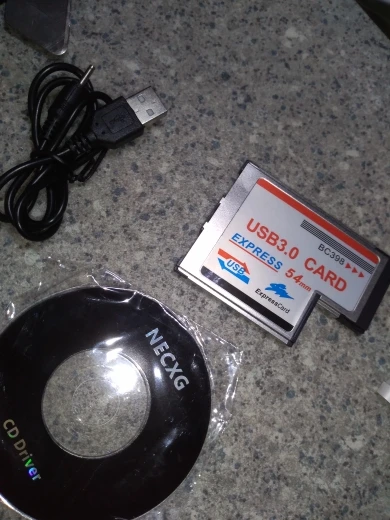 BC398
USB3.0 CARD
EXPRESS 54mm
USB
ExpressCard
NECXG
CD Driver